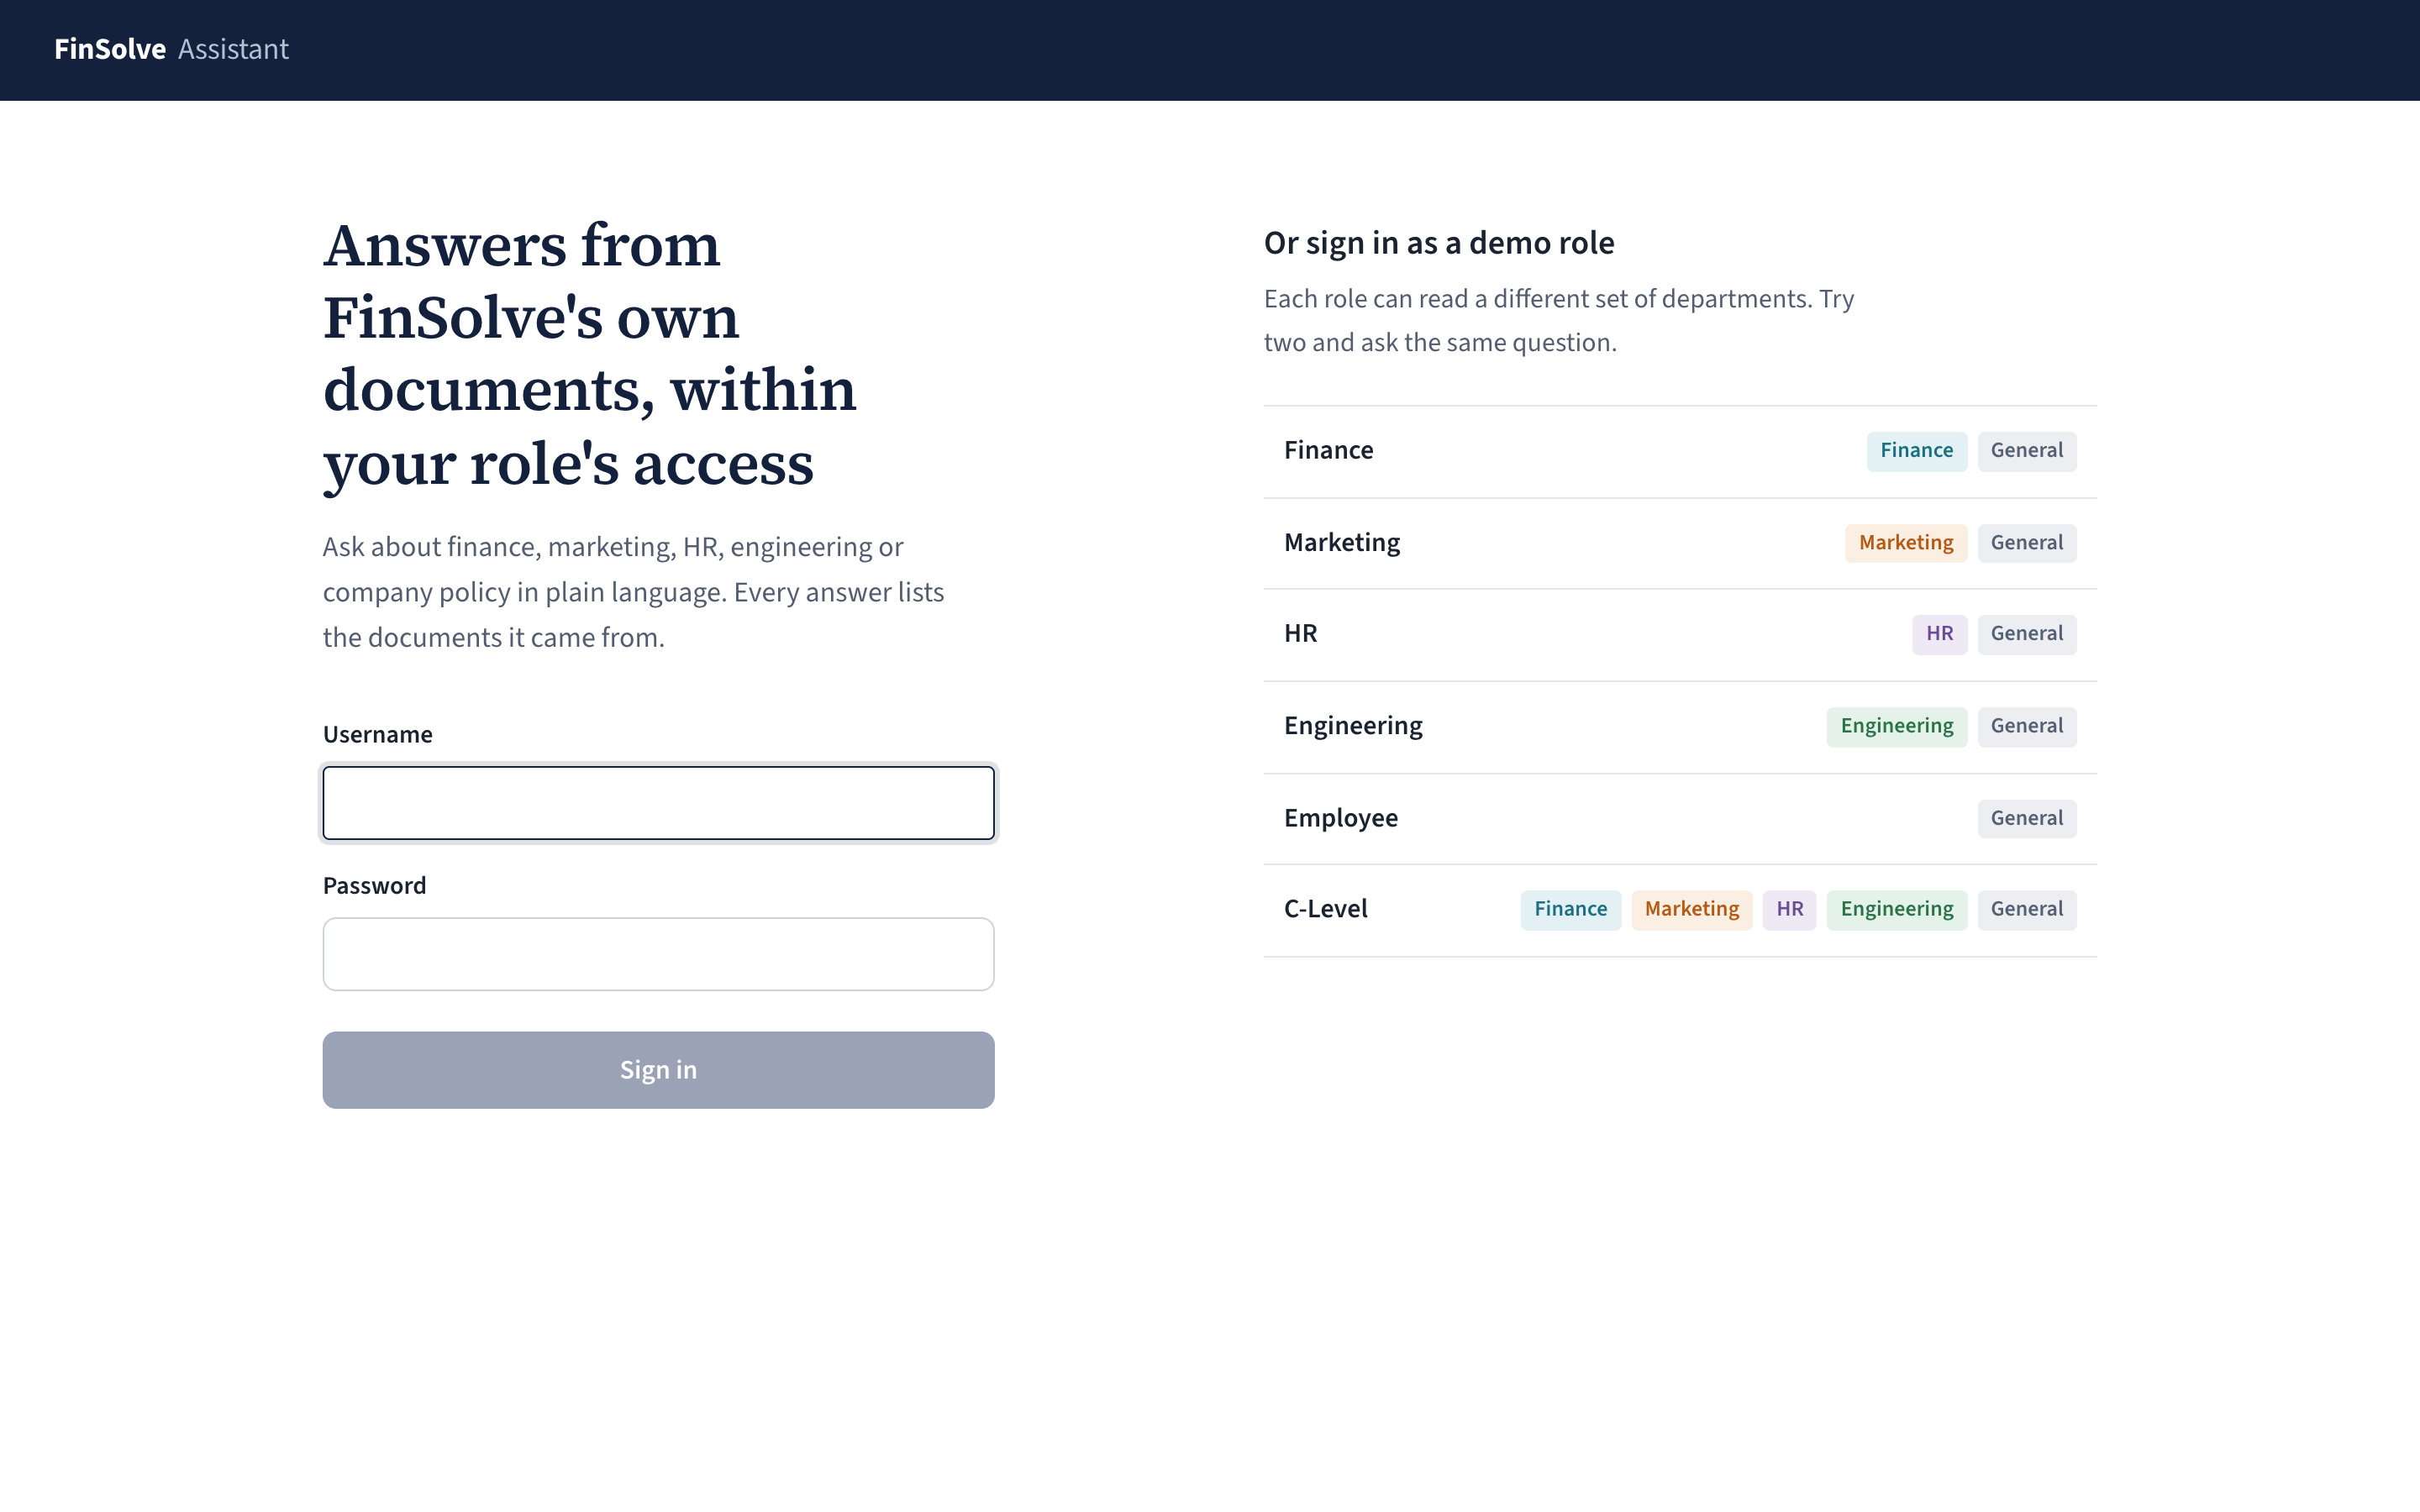 FinSolve Assistant
Answers from
FinSolve's own
documents, within
your role's access
Ask about finance, marketing, HR, engineering or
company policy in plain language. Every answer lists
the documents it came from.
Username
Password
Sign in
Or sign in as a demo role
Each role can read a different set of departments. Try
two and ask the same question.
Finance Finance General
Marketing Marketing General
HR HR General
Engineering Engineering General
Employee General
C-Level Finance Marketing HR Engineering General